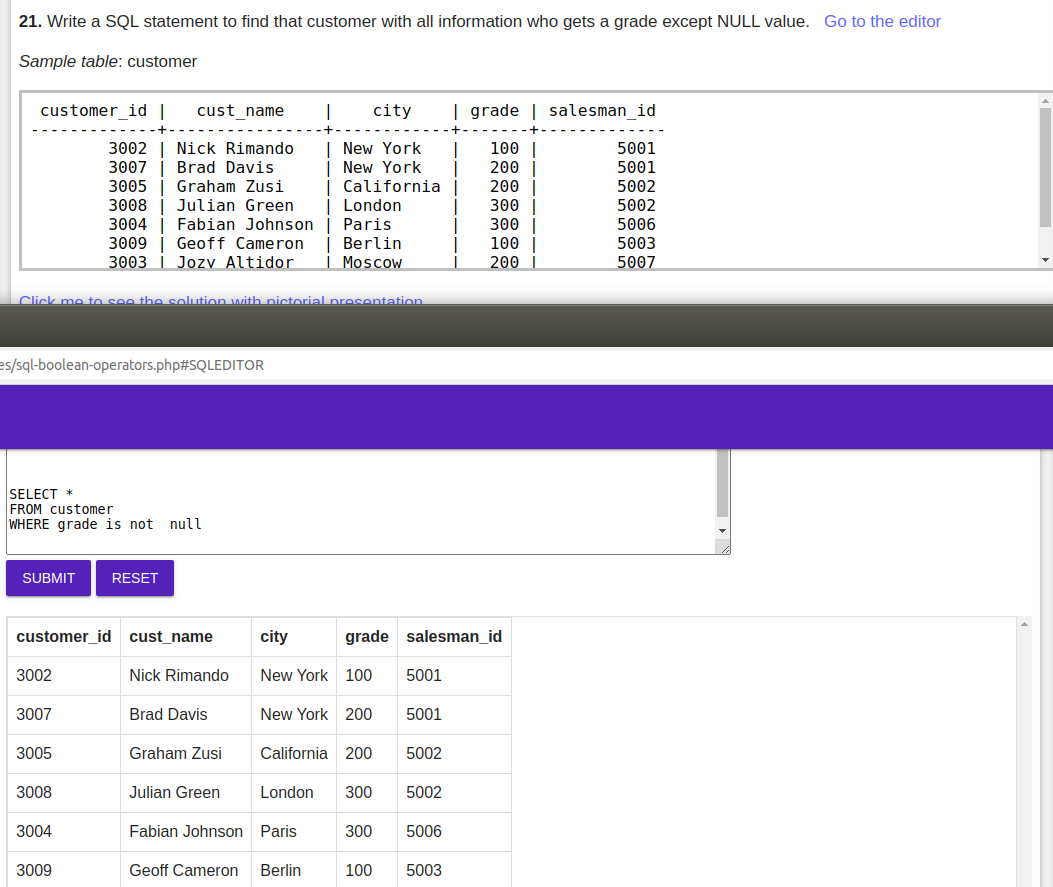 21. Write a SQL statement to find that customer with all information who gets a grade except NULL value. Go to the editor
Sample table: customer
customer_id | cust_name | city | grade | salesman_id
-------------+----------------+------------+-------+-------------
3002 | Nick Rimando | New York | 100 | 5001
3007 | Brad Davis | New York | 200 | 5001
3005 | Graham Zusi | California | 200 | 5002
3008 | Julian Green | London | 300 | 5002
3004 | Fabian Johnson | Paris | 300 | 5006
3009 | Geoff Cameron | Berlin | 100 | 5003
3003 | Jozy Altidor | Moscow | 200 | 5007
Click me to see the solution with pictorial presentation
es/sql-boolean-operators.php#SQLEDITOR
SELECT *
FROM customer
WHERE grade is not  null
SUBMIT RESET
customer_id cust_name city grade salesman_id
3002 Nick Rimando New York 100 5001
3007 Brad Davis New York 200 5001
3005 Graham Zusi California 200 5002
3008 Julian Green London 300 5002
3004 Fabian Johnson Paris 300 5006
3009 Geoff Cameron Berlin 100 5003